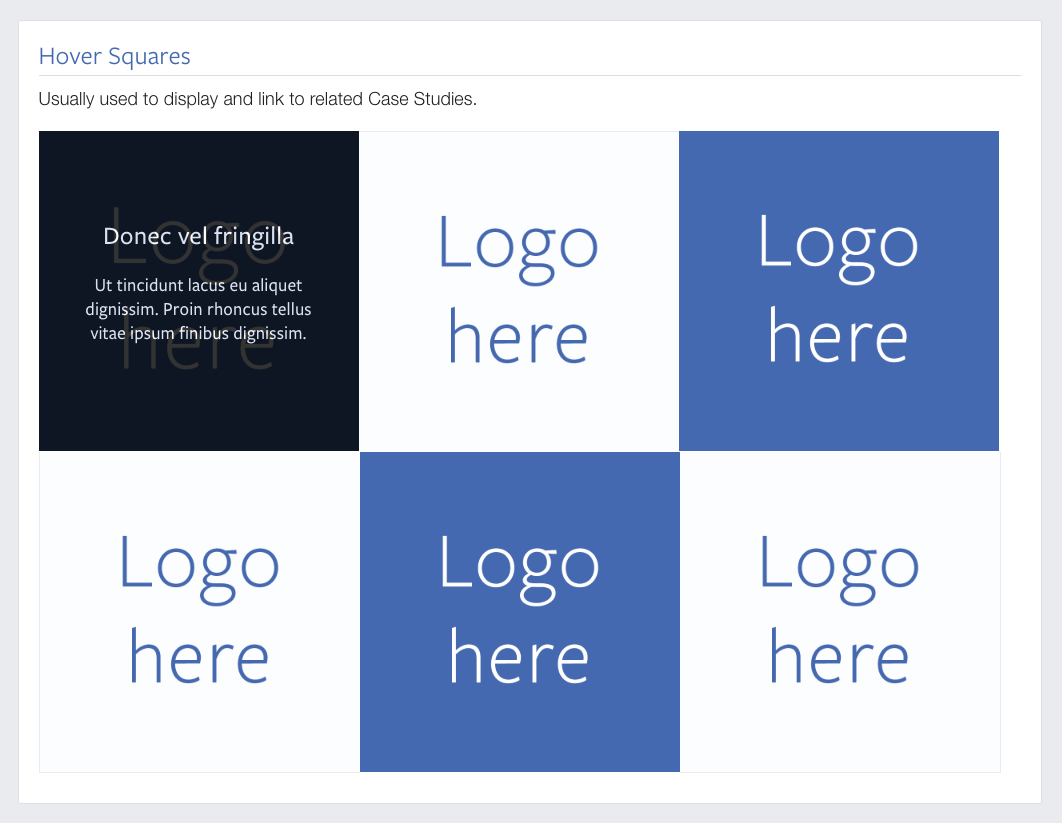 Hover Squares
Usually used to display and link to related Case Studies.
Logo
here
Donec vel fringilla
Ut tincidunt lacus eu aliquet
dignissim. Proin rhoncus tellus
vitae ipsum finibus dignissim.
Logo
here
Logo
here
Logo
here
Logo
here
Logo
here